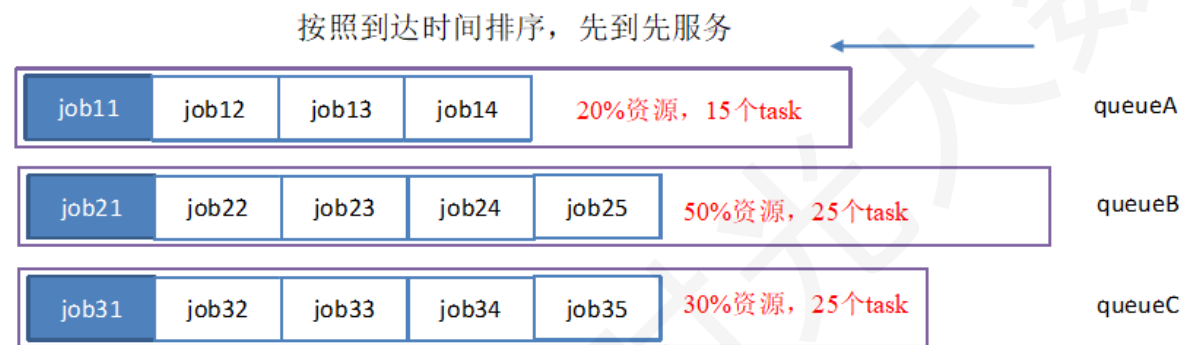 按照到达时间排序，先到先服务
job11 job12 job13 job14 20%资源，15个task queueA
job21 job22 job23 job24 job25 50%资源，25个task queueB
job31 job32 job33 job34 job35 30%资源，25个task queueC